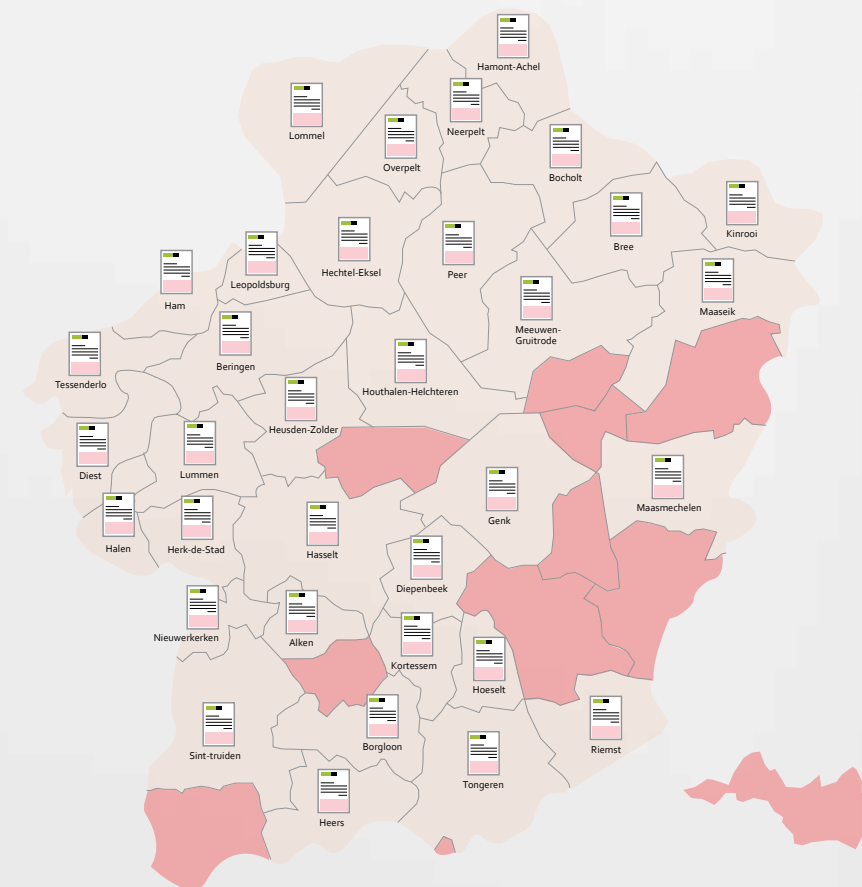 Hamont-Achel
Lommel
Neerpelt
Overpelt
Bocholt
Kinrooi
Bree
Hechtel-Eksel
Peer
Leopoldsburg
Ham
Maaseik
Meeuwen-
Gruitrode
Beringen
Tessenderlo
Houthalen-Helchteren
Heusden-Zolder
Diest
Lummen
Maasmechelen
Genk
Halen
Herk-de-Stad
Hasselt
Diepenbeek
Nieuwerkerken
Alken
Kortessem
Hoeselt
Borgloon
Riemst
Sint-truiden
Tongeren
Heers